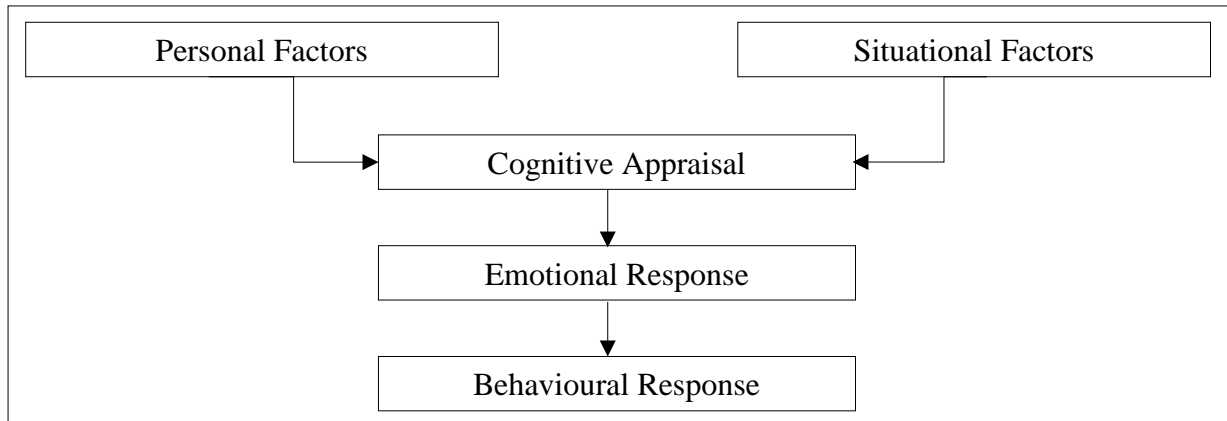 Personal Factors
Situational Factors
Cognitive Appraisal
Emotional Response
Behavioural Response